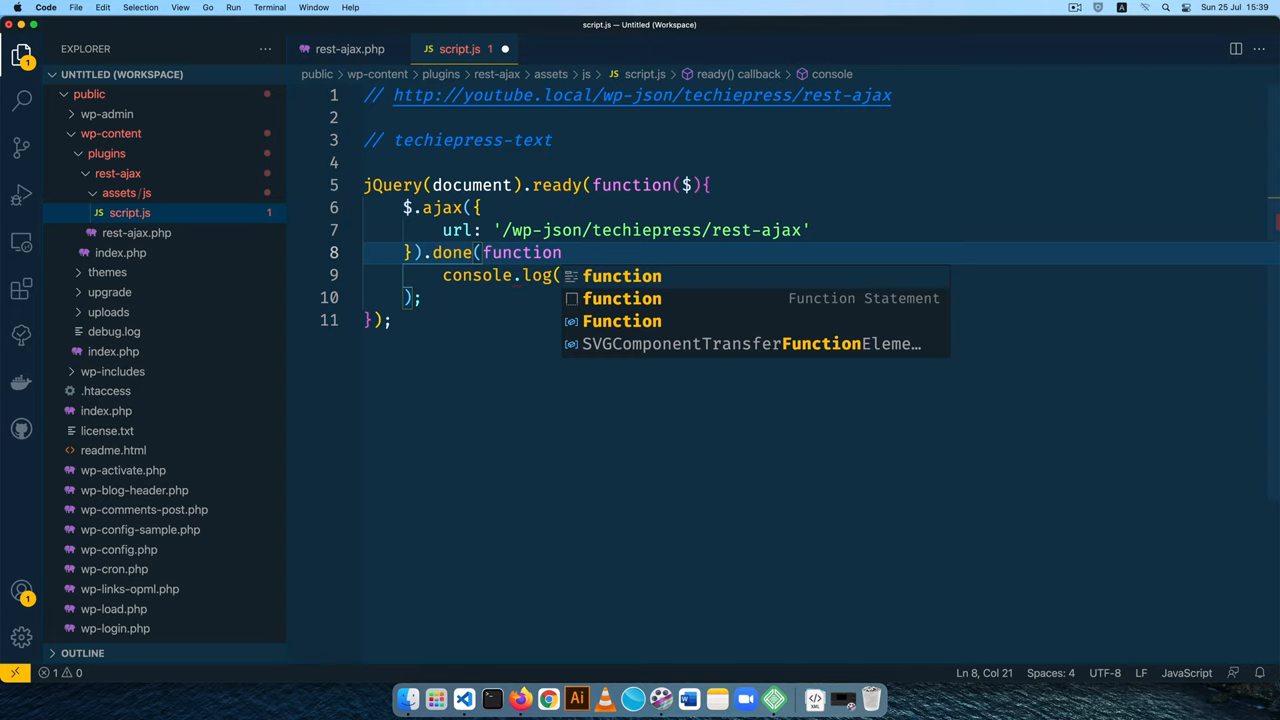 Code File Edit Selection View Go Run Terminal Window Help Sun 25 Jul 15:39
script.js — Untitled (Workspace)
EXPLORER
rest-ajax.php
JS script.js 1
UNTITLED (WORKSPACE)
public > wp-content > plugins > rest-ajax > assets > js > JS script.js > ready() callback > console
public
wp-admin
wp-content
plugins
rest-ajax
assets / js
JS script.js 1
rest-ajax.php
index.php
themes
upgrade
uploads
debug.log
index.php
wp-includes
.htaccess
index.php
license.txt
readme.html
wp-activate.php
wp-blog-header.php
wp-comments-post.php
wp-config-sample.php
wp-config.php
wp-cron.php
wp-links-opml.php
wp-load.php
wp-login.php
OUTLINE
1 // http://youtube.local/wp-json/techiepress/rest-ajax
2
3 // techiepress-text
4
5 jQuery(document).ready(function($){
6 $.ajax({
7 url: '/wp-json/techiepress/rest-ajax'
8 }).done(function
9 console.log(
10 );
11 });
function
function Function Statement
Function
SVGComponentTransferFunctionEleme…
1
1
1 0
Ln 8, Col 21 Spaces: 4 UTF-8 LF JavaScript
Ai
W
XML